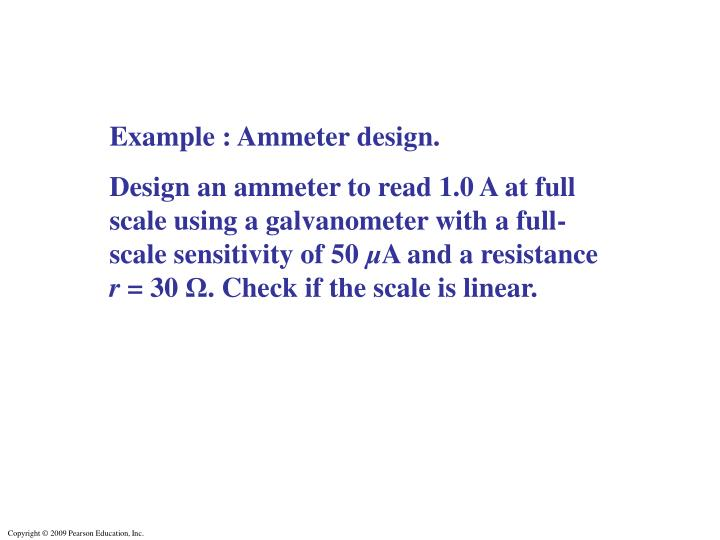 Example : Ammeter design.
Design an ammeter to read 1.0 A at full
scale using a galvanometer with a full-
scale sensitivity of 50 μA and a resistance
r = 30 Ω. Check if the scale is linear.
Copyright © 2009 Pearson Education, Inc.